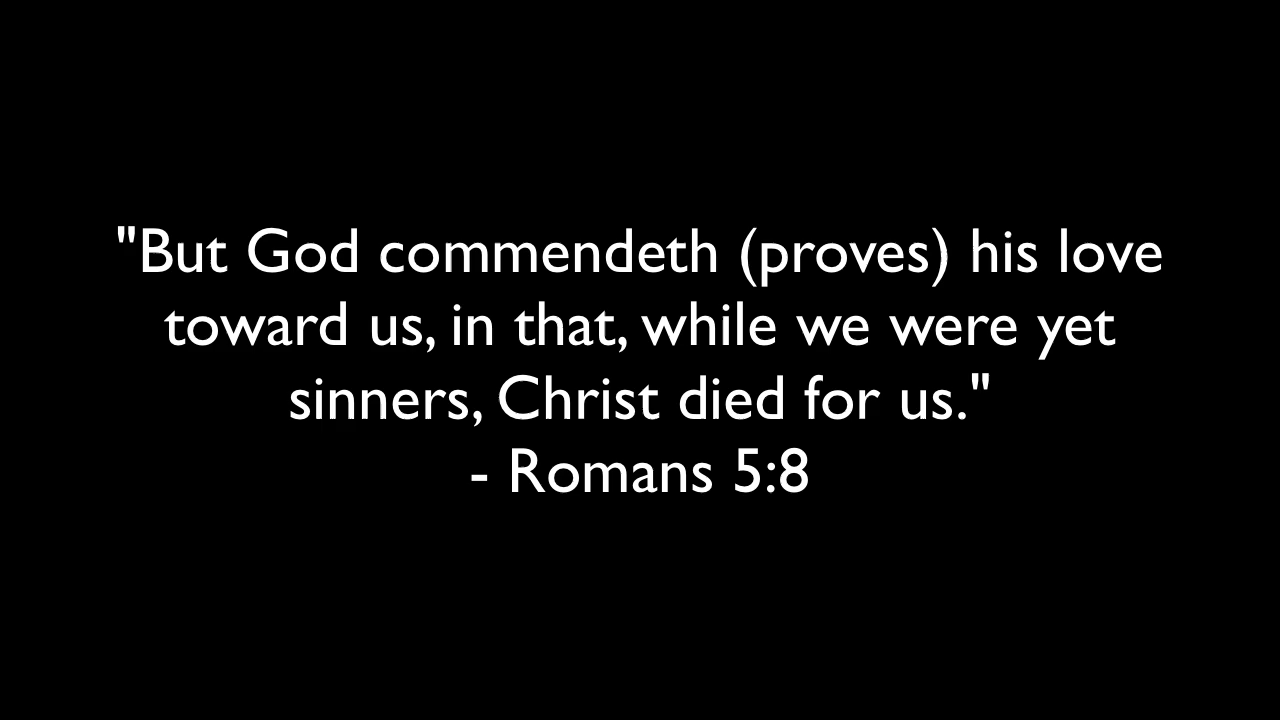 "But God commendeth (proves) his love
toward us, in that, while we were yet
sinners, Christ died for us."
- Romans 5:8